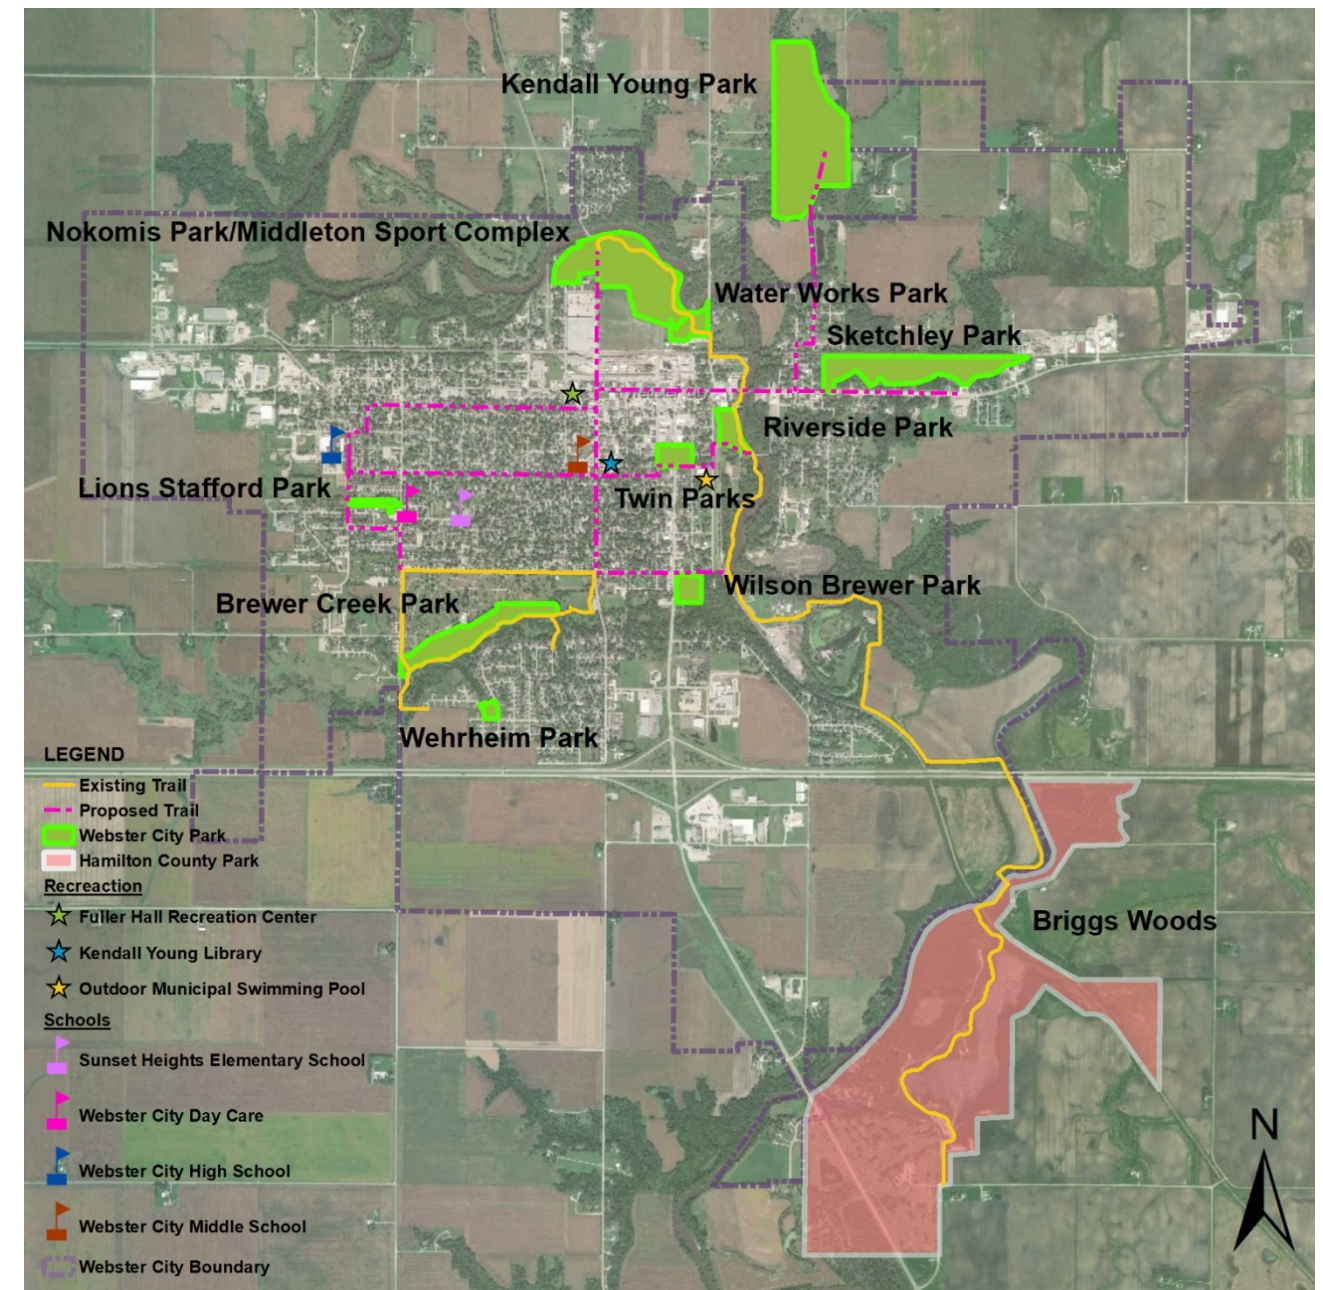 Kendall Young Park
Nokomis Park/Middleton Sport Complex
Water Works Park
Sketchley Park
Riverside Park
Lions Stafford Park
Twin Parks
Wilson Brewer Park
Brewer Creek Park
Wehrheim Park
LEGEND
Existing Trail
Proposed Trail
Webster City Park
Hamilton County Park
Recreaction
Fuller Hall Recreation Center
Kendall Young Library
Outdoor Municipal Swimming Pool
Schools
Sunset Heights Elementary School
Webster City Day Care
Webster City High School
Webster City Middle School
Webster City Boundary
Briggs Woods
N